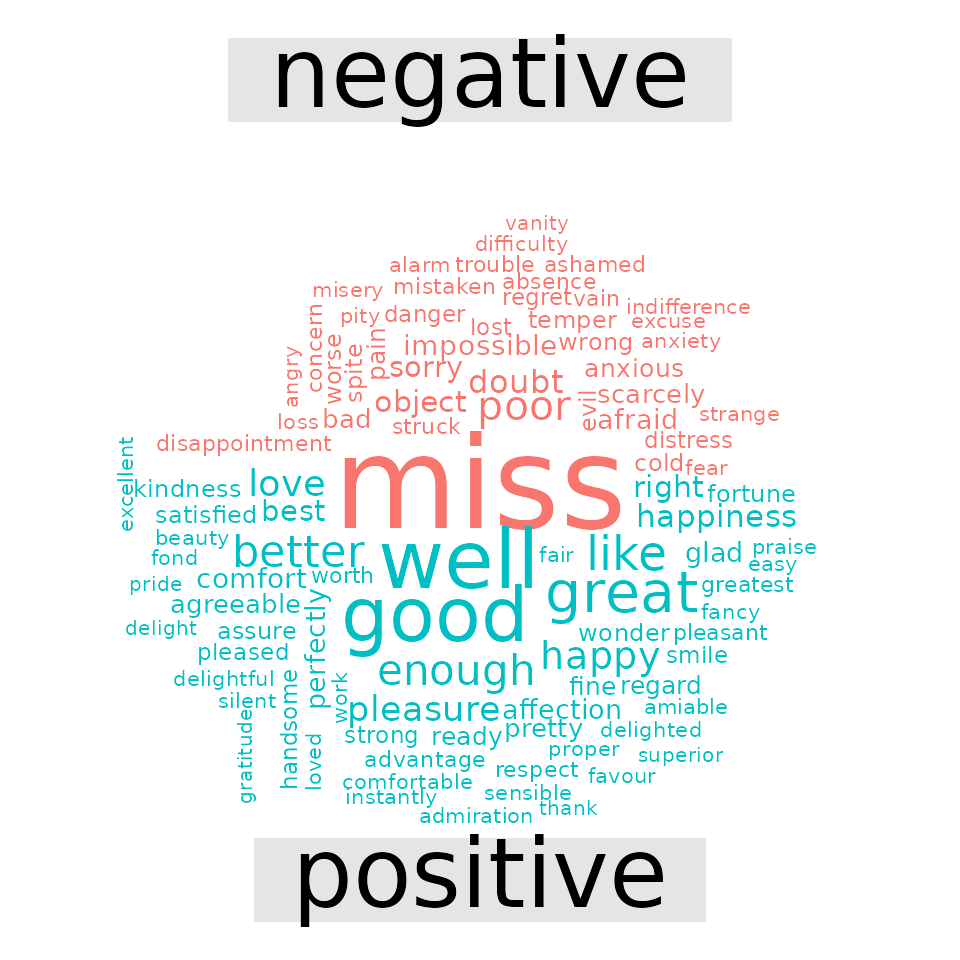 negative
vanity
difficulty
alarm trouble ashamed
misery mistaken absence
regret vain indifference
concern pity danger lost temper excuse
angry worse spite pain impossible wrong anxiety
sorry doubt anxious
object poor evil scarcely
loss bad struck afraid strange
disappointment distress
miss cold fear
excellent kindness love right fortune
satisfied best happiness
beauty better well fair like glad praise
fond easy
pride comfort worth great greatest
agreeable perfectly good fancy
delight assure wonder pleasant
pleased enough happy smile
delightful work fine regard
silent handsome pleasure affection amiable
gratitude loved strong ready pretty delighted
advantage proper superior
comfortable respect favour
instantly sensible
admiration thank
positive